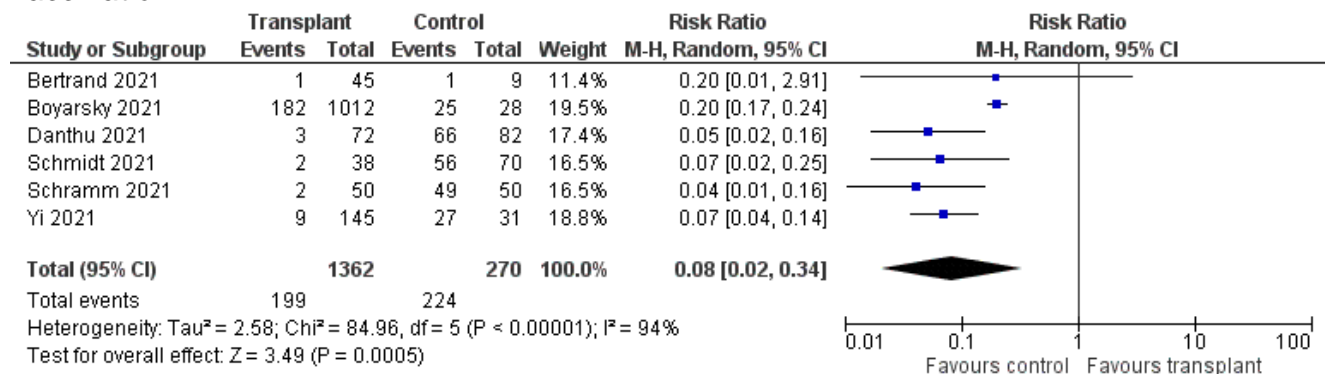 Transplant Control Risk Ratio Risk Ratio
Study or Subgroup Events Total Events Total Weight M-H, Random, 95% CI M-H, Random, 95% CI
Bertrand 2021 1 45 1 9 11.4% 0.20 [0.01, 2.91]
Boyarsky 2021 182 1012 25 28 19.5% 0.20 [0.17, 0.24]
Danthu 2021 3 72 66 82 17.4% 0.05 [0.02, 0.16]
Schmidt 2021 2 38 56 70 16.5% 0.07 [0.02, 0.25]
Schramm 2021 2 50 49 50 16.5% 0.04 [0.01, 0.16]
Yi 2021 9 145 27 31 18.8% 0.07 [0.04, 0.14]
Total (95% CI) 1362 270 100.0% 0.08 [0.02, 0.34]
Total events 199 224
Heterogeneity: Tau² = 2.58; Chi² = 84.96, df = 5 (P < 0.00001); I² = 94%
Test for overall effect: Z = 3.49 (P = 0.0005)
0.01 0.1 1 10 100
Favours control Favours transplant